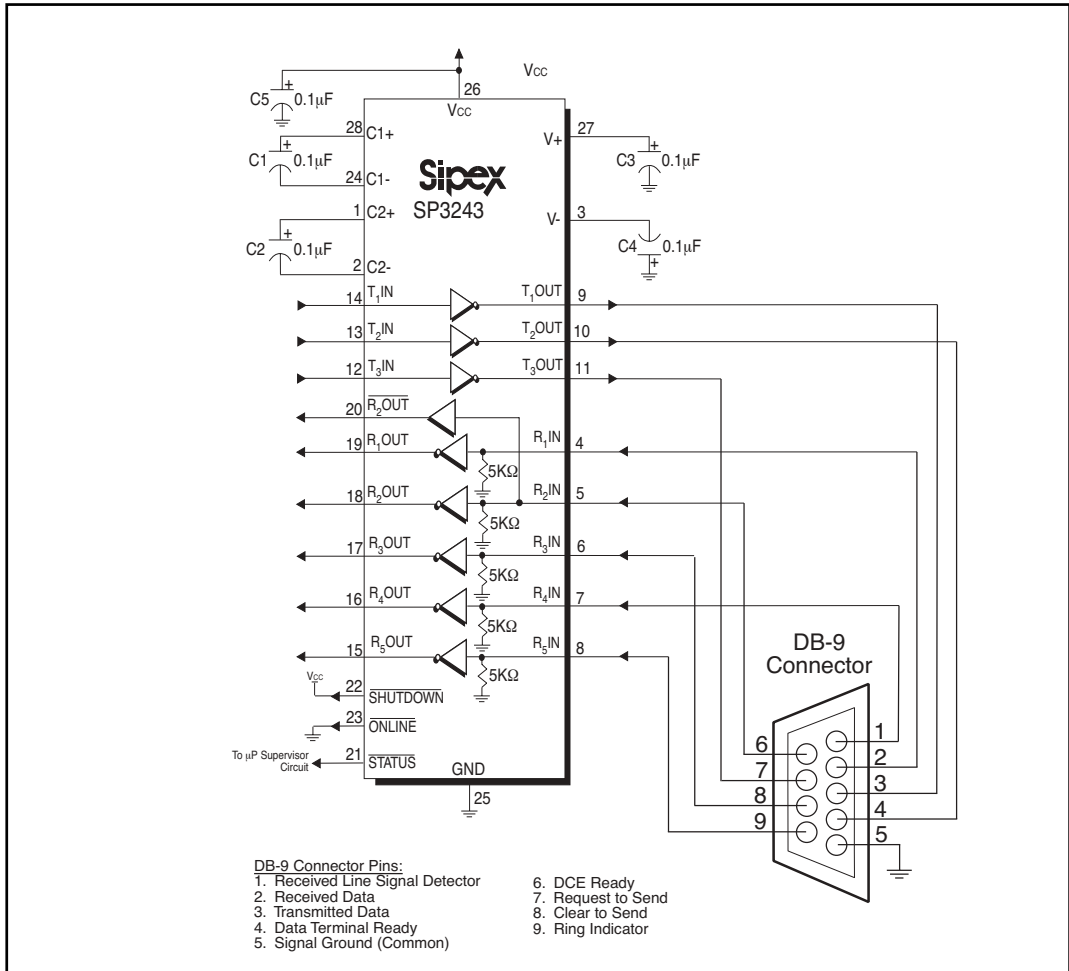 VCC
26
VCC
C5
+
0.1µF
28
C1+
C1
+
0.1µF
24
C1-
1
C2+
C2
+
0.1µF
2
C2-
Sipex
SP3243
V+
27
C3
+
0.1µF
V-
3
C4
0.1µF
+
14
T1IN
T1OUT
9
13
T2IN
T2OUT
10
12
T3IN
T3OUT
11
20
R2OUT
19
R1OUT
R1IN
4
5KΩ
18
R2OUT
R2IN
5
5KΩ
17
R3OUT
R3IN
6
5KΩ
16
R4OUT
R4IN
7
5KΩ
15
R5OUT
R5IN
8
5KΩ
VCC
22
SHUTDOWN
23
ONLINE
To µP Supervisor
Circuit
21
STATUS
GND
25
DB-9
Connector
6
7
8
9
1
2
3
4
5
DB-9 Connector Pins:
1. Received Line Signal Detector
2. Received Data
3. Transmitted Data
4. Data Terminal Ready
5. Signal Ground (Common)
6. DCE Ready
7. Request to Send
8. Clear to Send
9. Ring Indicator